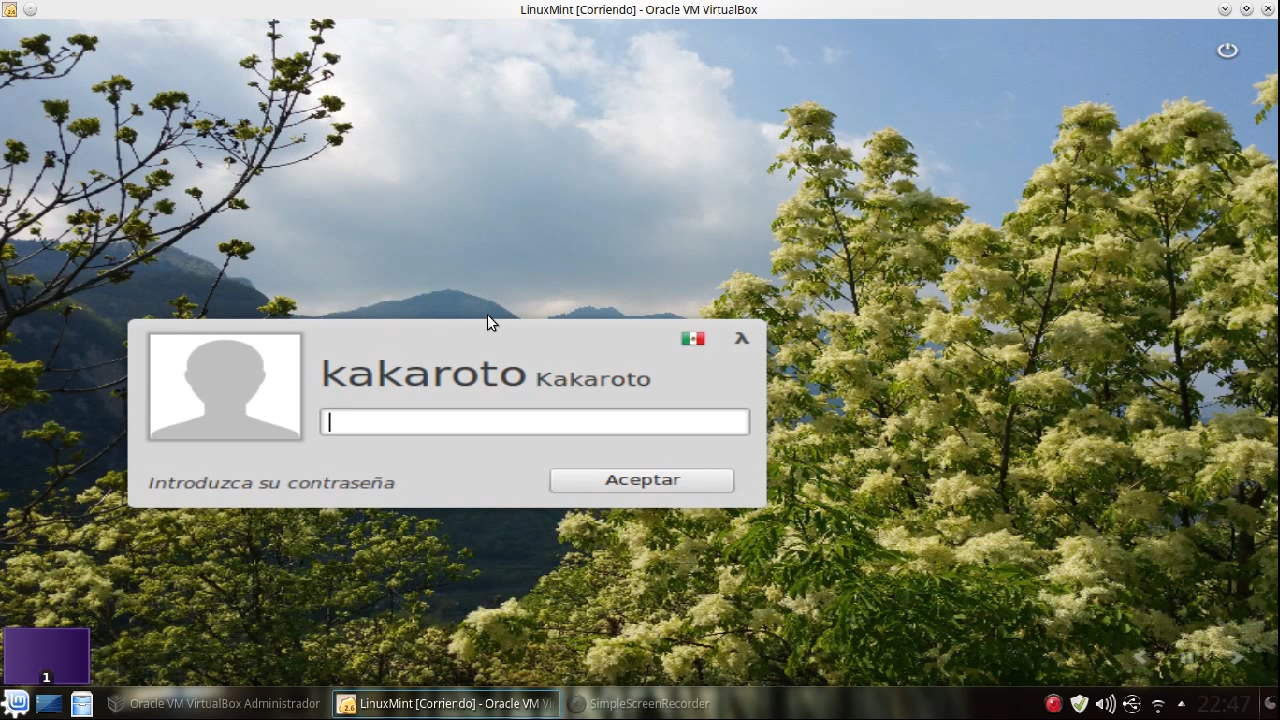 LinuxMint [Corriendo] - Oracle VM VirtualBox
kakaroto Kakaroto
Introduzca su contraseña
Aceptar
1
Oracle VM VirtualBox Administrador
LinuxMint [Corriendo] - Oracle VM Vi
SimpleScreenRecorder
22:47